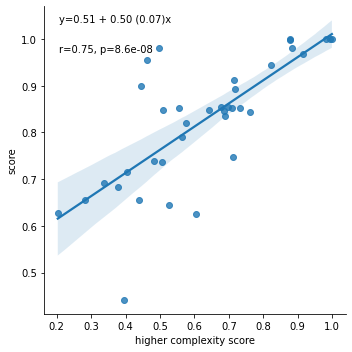 y=0.51 + 0.50 (0.07)x
r=0.75, p=8.6e-08
1.0
0.9
0.8
0.7
0.6
0.5
score
0.2 0.3 0.4 0.5 0.6 0.7 0.8 0.9 1.0
higher complexity score